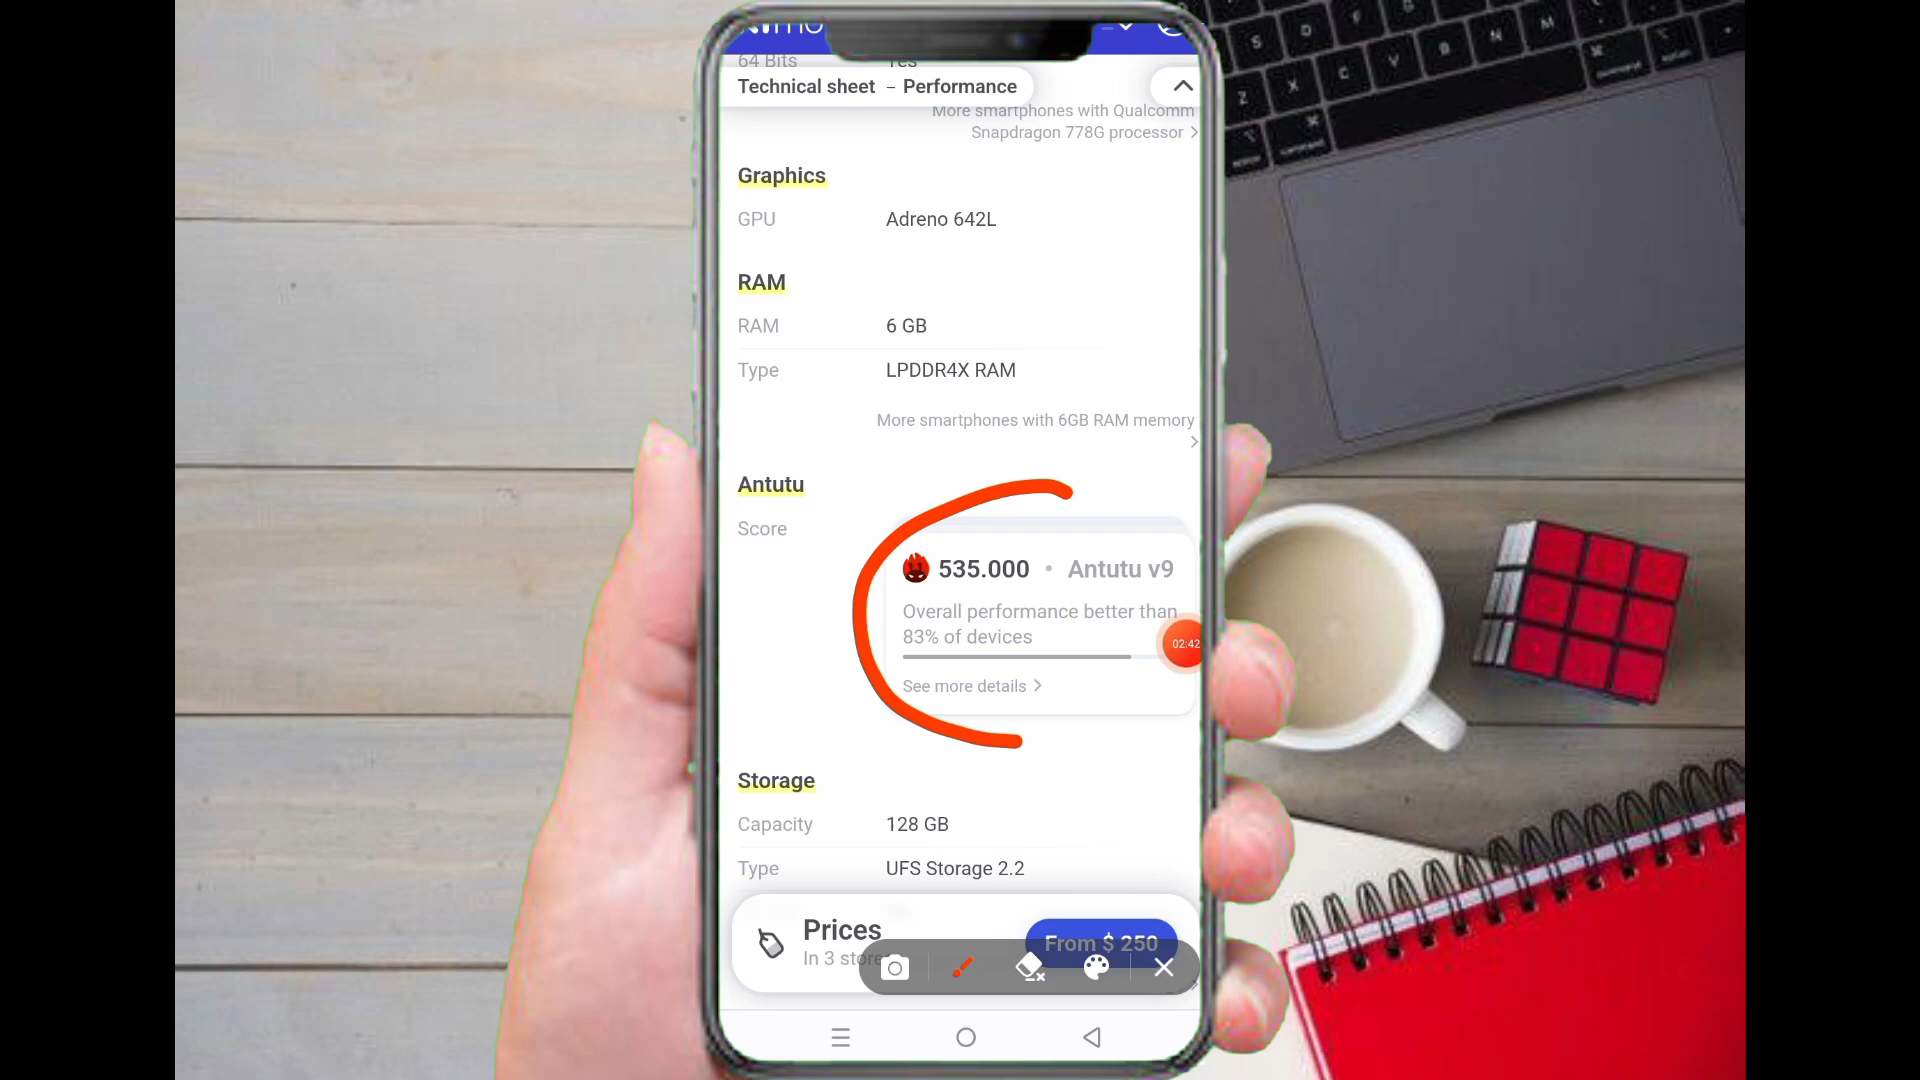 64 Bits Yes
Technical sheet – Performance
More smartphones with Qualcomm
Snapdragon 778G processor
Graphics
GPU Adreno 642L
RAM
RAM 6 GB
Type LPDDR4X RAM
More smartphones with 6GB RAM memory
Antutu
Score
535.000 • Antutu v9
Overall performance better than
83% of devices
02:42
See more details
Storage
Capacity 128 GB
Type UFS Storage 2.2
Prices
From $ 250
In 3
S D F G
Z X C V B N M
command option
command